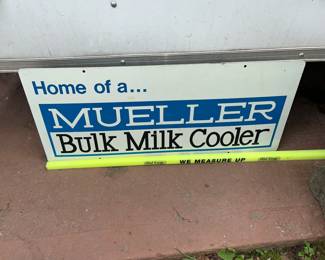 Home of a...
MUELLER
Bulk Milk Cooler
WE MEASURE UP